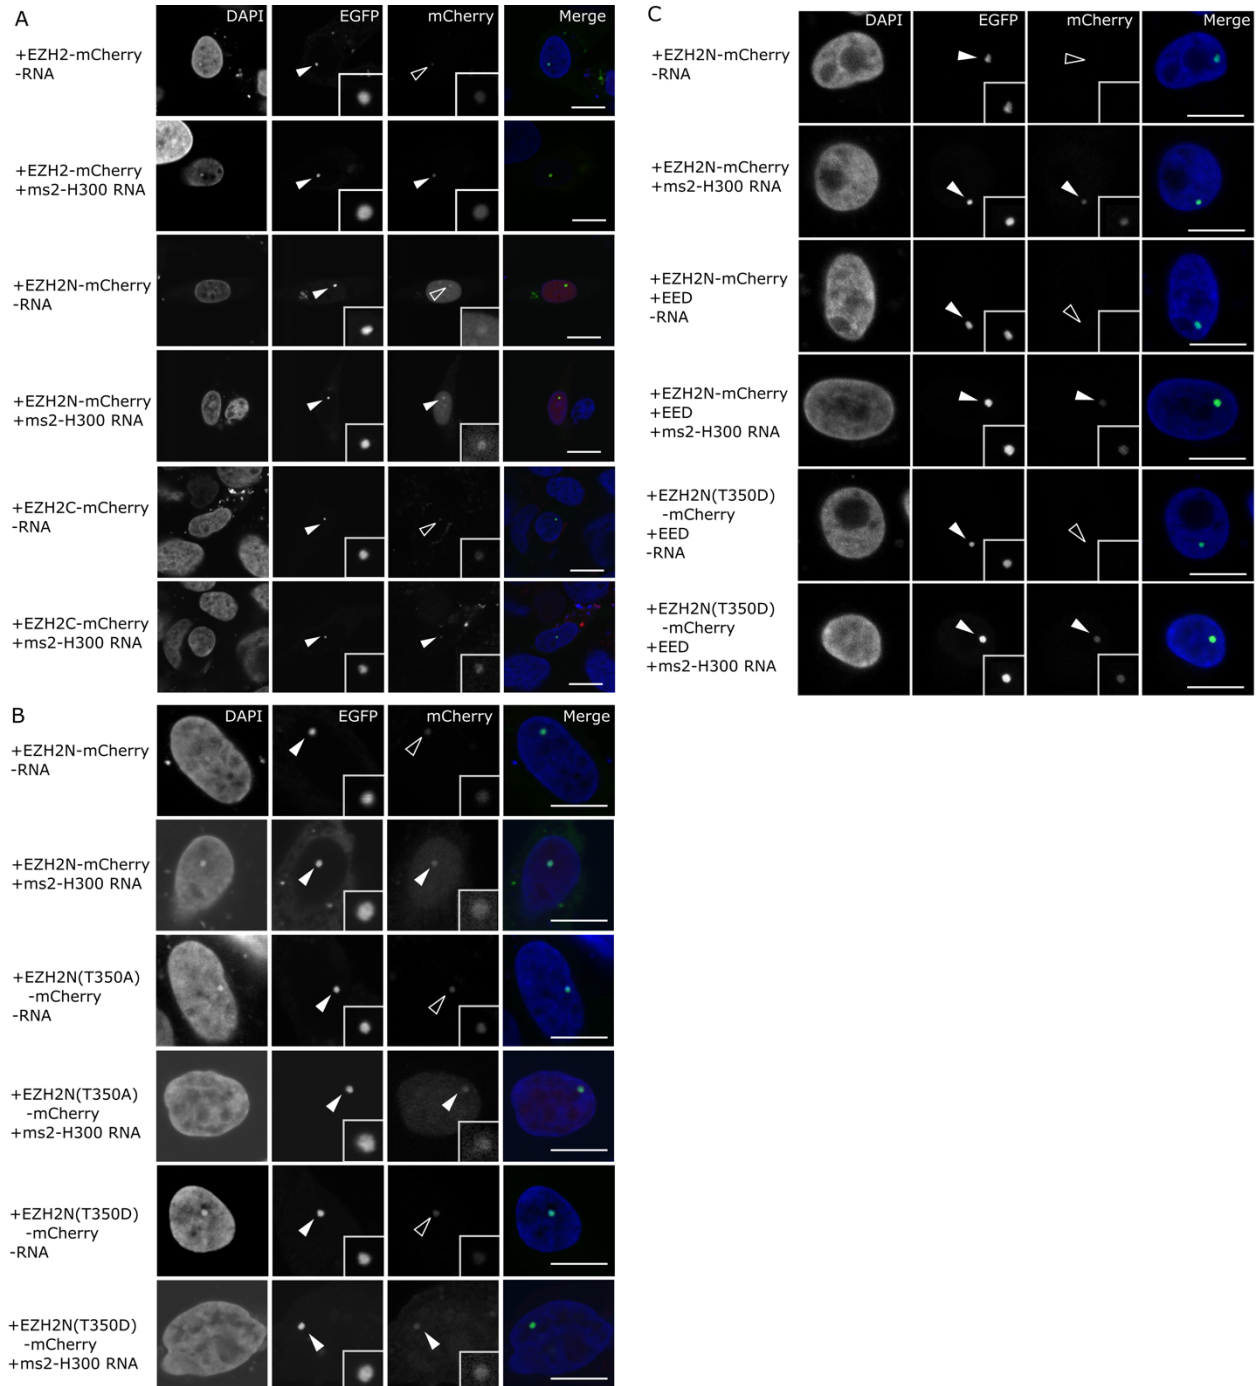 A
DAPI EGFP mCherry Merge
+EZH2-mCherry
-RNA
+EZH2-mCherry
+ms2-H300 RNA
+EZH2N-mCherry
-RNA
+EZH2N-mCherry
+ms2-H300 RNA
+EZH2C-mCherry
-RNA
+EZH2C-mCherry
+ms2-H300 RNA
B
DAPI EGFP mCherry Merge
+EZH2N-mCherry
-RNA
+EZH2N-mCherry
+ms2-H300 RNA
+EZH2N(T350A)
-mCherry
-RNA
+EZH2N(T350A)
-mCherry
+ms2-H300 RNA
+EZH2N(T350D)
-mCherry
-RNA
+EZH2N(T350D)
-mCherry
+ms2-H300 RNA
C
DAPI EGFP mCherry Merge
+EZH2N-mCherry
-RNA
+EZH2N-mCherry
+ms2-H300 RNA
+EZH2N-mCherry
+EED
-RNA
+EZH2N-mCherry
+EED
+ms2-H300 RNA
+EZH2N(T350D)
-mCherry
+EED
-RNA
+EZH2N(T350D)
-mCherry
+EED
+ms2-H300 RNA